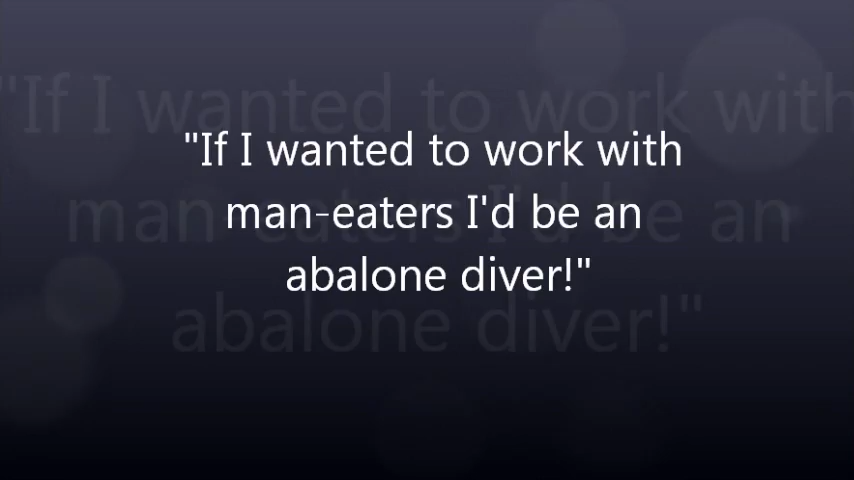 "If I wanted to work with
man-eaters I'd be an
abalone diver!"